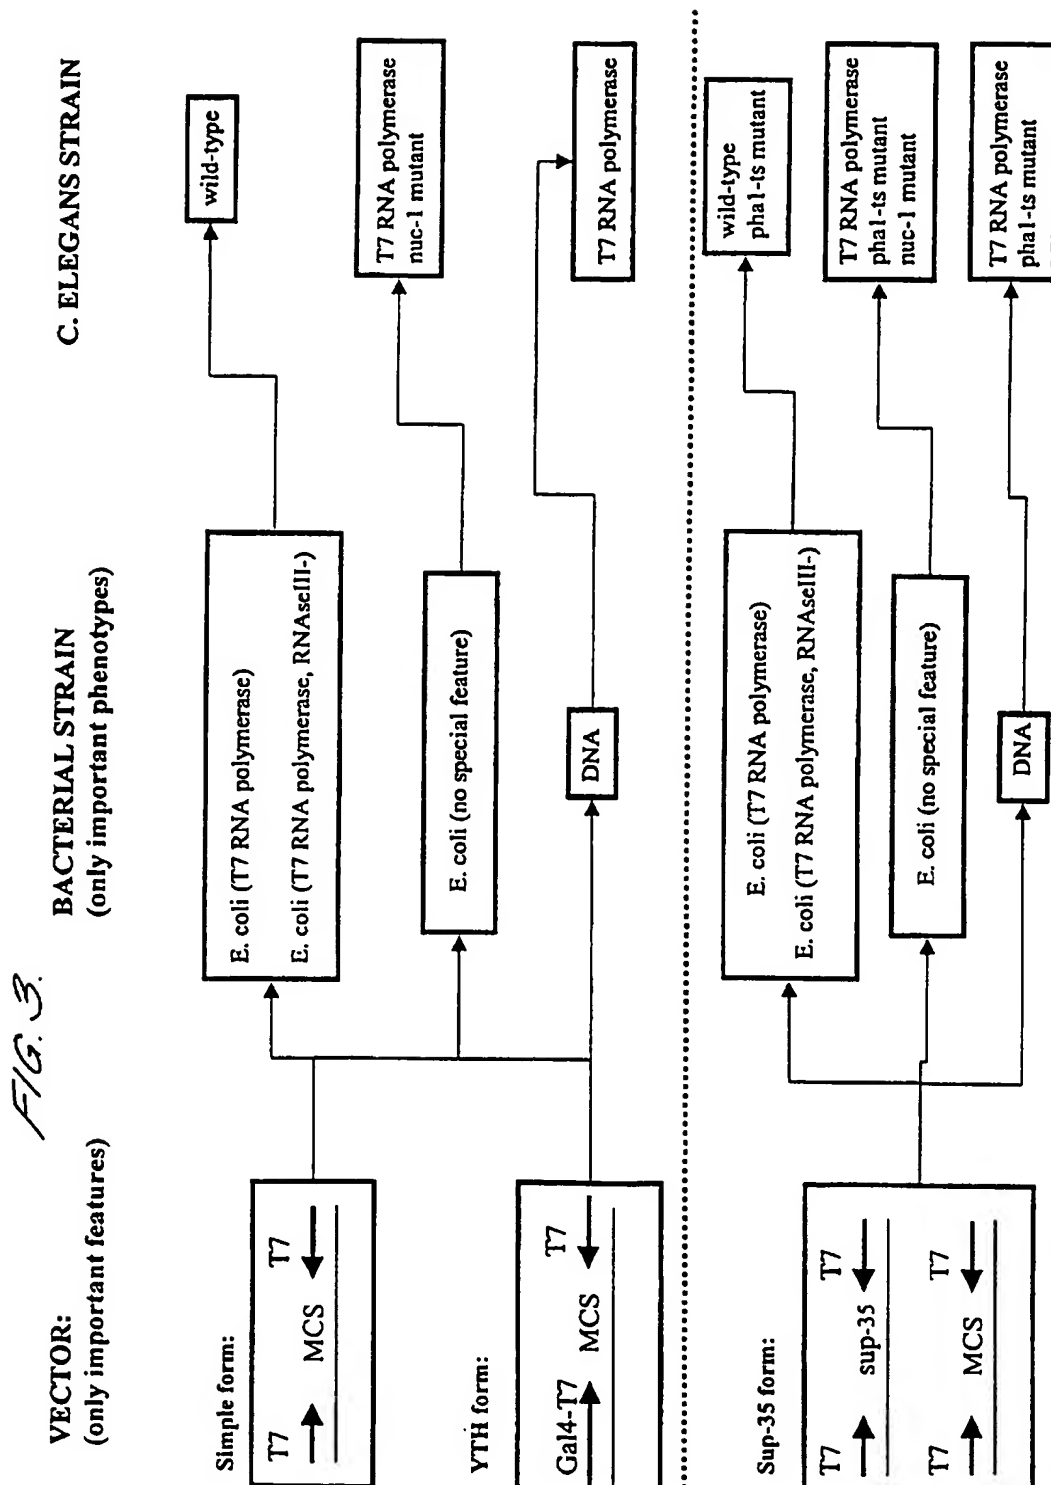 FIG. 3.
VECTOR:
(only important features)
BACTERIAL STRAIN
(only important phenotypes)
C. ELEGANS STRAIN
Simple form:
T7 T7
MCS
E. coli (T7 RNA polymerase)
E. coli (T7 RNA polymerase, RNAseIII-)
wild-type
E. coli (no special feature)
T7 RNA polymerase
nuc-1 mutant
YTH form:
Gal4-T7 T7
MCS
DNA
T7 RNA polymerase
Sup-35 form:
T7 T7
sup-35
T7 T7
MCS
E. coli (T7 RNA polymerase)
E. coli (T7 RNA polymerase, RNAseIII-)
wild-type
pha1-ts mutant
E. coli (no special feature)
T7 RNA polymerase
pha1-ts mutant
nuc-1 mutant
DNA
T7 RNA polymerase
pha1-ts mutant